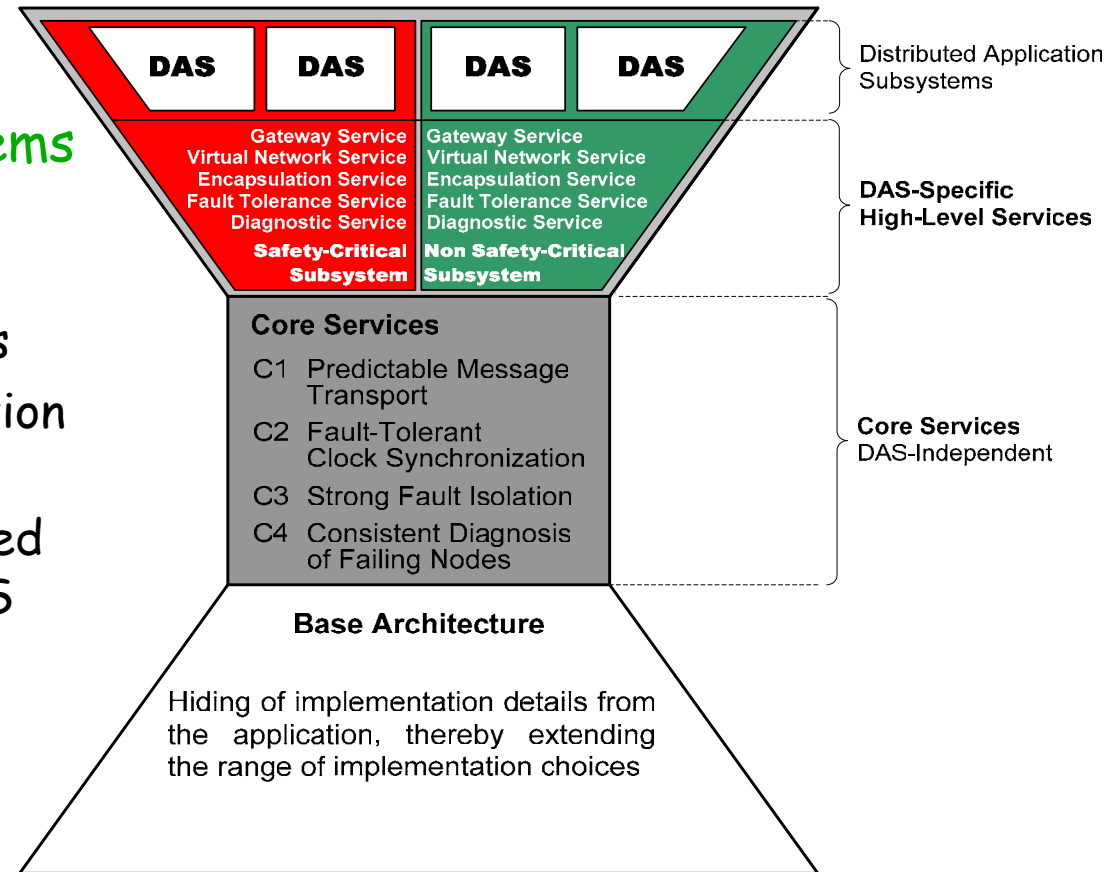 ems
s
ion
ed
S
DAS
DAS
DAS
DAS
Distributed Application
Subsystems
Gateway Service
Virtual Network Service
Encapsulation Service
Fault Tolerance Service
Diagnostic Service
Safety-Critical
Subsystem
Gateway Service
Virtual Network Service
Encapsulation Service
Fault Tolerance Service
Diagnostic Service
Non Safety-Critical
Subsystem
DAS-Specific
High-Level Services
Core Services
C1 Predictable Message
Transport
C2 Fault-Tolerant
Clock Synchronization
C3 Strong Fault Isolation
C4 Consistent Diagnosis
of Failing Nodes
Core Services
DAS-Independent
Base Architecture
Hiding of implementation details from
the application, thereby extending
the range of implementation choices